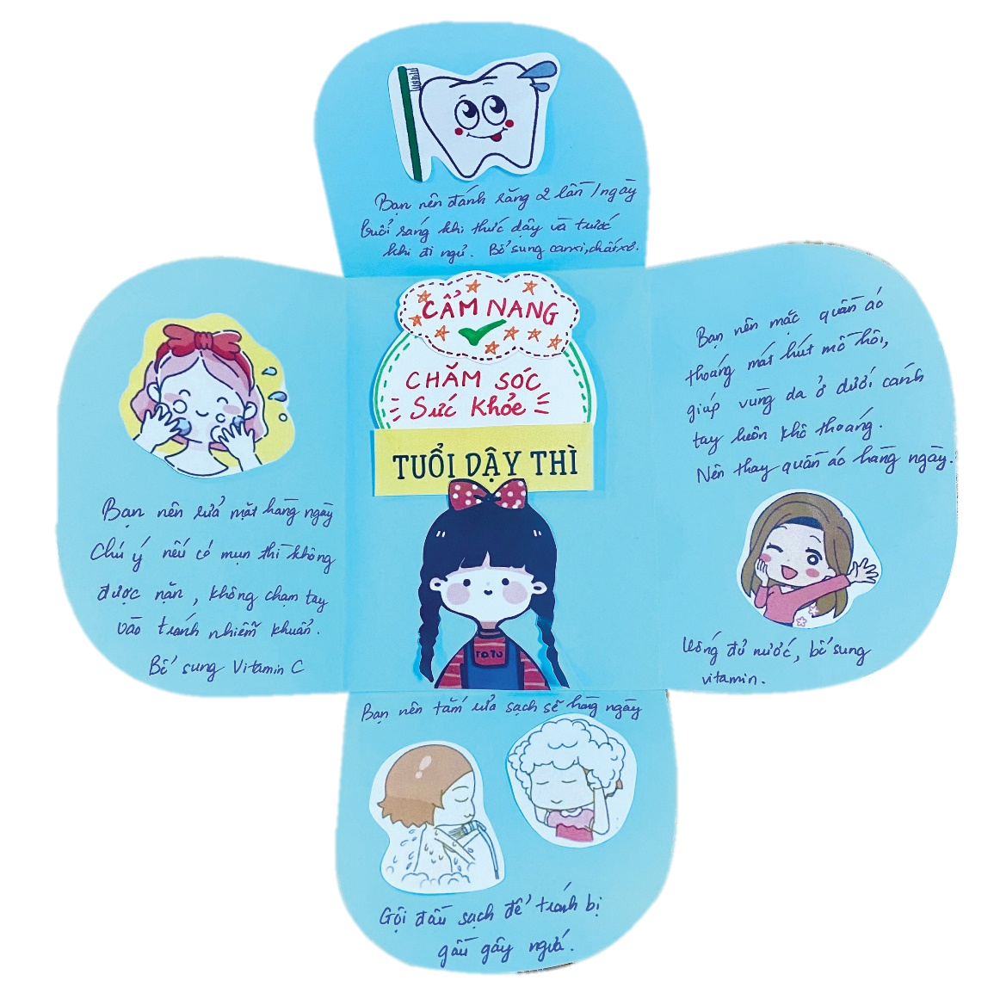 Bạn nên đánh răng 2 lần/ngày
buổi sáng khi thức dậy và trước
khi đi ngủ. Bổ sung canxi, chất xơ.
CẨM NANG
CHĂM SÓC
Sức Khỏe
TUỔI DẬY THÌ
TaTu
Bạn nên rửa mặt hàng ngày
Chú ý nếu có mụn thì không
được nặn, không chạm tay
vào tránh nhiễm khuẩn.
Bổ sung Vitamin C
Bạn nên mặc quần áo
thoáng mát hút mồ hôi,
giúp vùng da ở dưới cánh
tay luôn khô thoáng.
Nên thay quần áo hàng ngày.
Uống đủ nước, bổ sung
vitamin.
Bạn nên tắm rửa sạch sẽ hàng ngày
Gội đầu sạch để tránh bị
gầu gây ngứa.